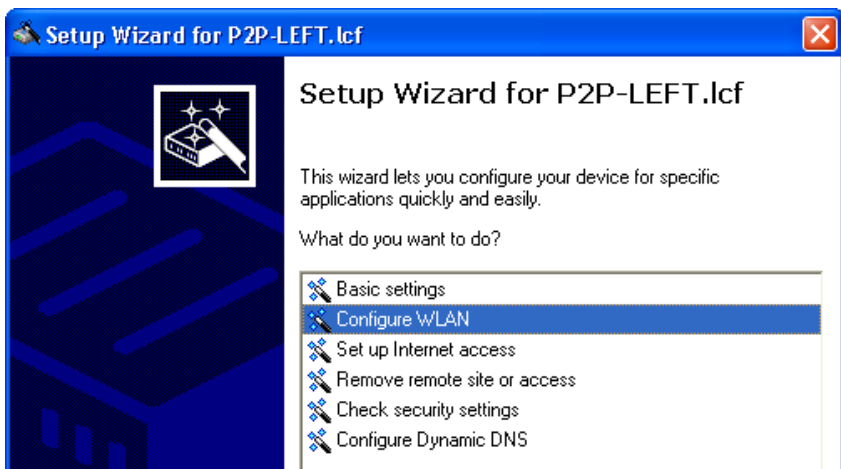 Setup Wizard for P2P-LEFT.lcf
Setup Wizard for P2P-LEFT.lcf
This wizard lets you configure your device for specific
applications quickly and easily.
What do you want to do?
Basic settings
Configure WLAN
Set up Internet access
Remove remote site or access
Check security settings
Configure Dynamic DNS